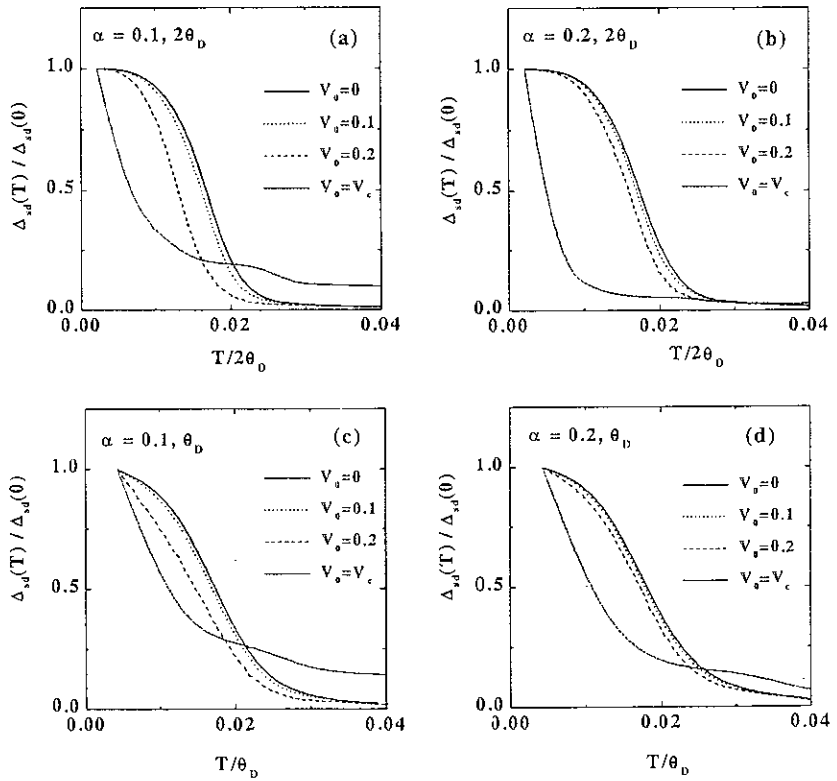 α = 0.1, 2θ_D
(a)
V₀=0
V₀=0.1
V₀=0.2
V₀=V_c
1.0
0.5
0.0
Δ_sd(T) / Δ_sd(0)
0.00
0.02
0.04
T/2θ_D
α = 0.2, 2θ_D
(b)
V₀=0
V₀=0.1
V₀=0.2
V₀=V_c
1.0
0.5
0.0
Δ_sd(T) / Δ_sd(0)
0.00
0.02
0.04
T/2θ_D
α = 0.1, θ_D
(c)
V₀=0
V₀=0.1
V₀=0.2
V₀=V_c
1.0
0.5
0.0
Δ_sd(T) / Δ_sd(0)
0.00
0.02
0.04
T/θ_D
α = 0.2, θ_D
(d)
V₀=0
V₀=0.1
V₀=0.2
V₀=V_c
1.0
0.5
0.0
Δ_sd(T) / Δ_sd(0)
0.00
0.02
0.04
T/θ_D